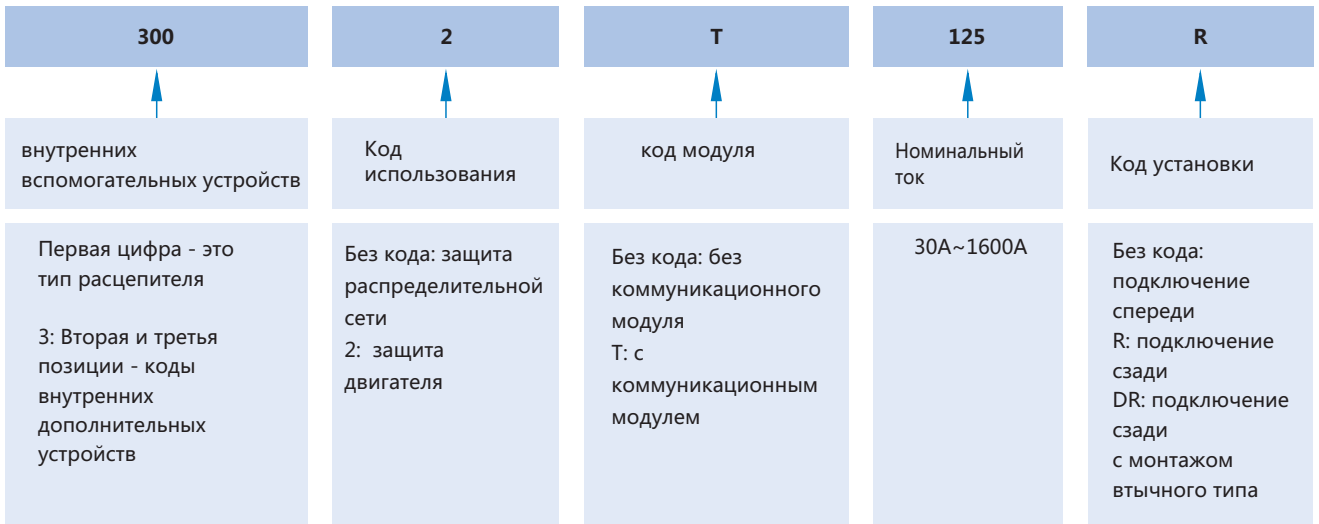 300
2
T
125
R
внутренних
вспомогательных устройств
Код
использования
код модуля
Номинальный
ток
Код установки
Первая цифра - это
тип расцепителя
3: Вторая и третья
позиции - коды
внутренних
дополнительных
устройств
Без кода: защита
распределительной
сети
2: защита
двигателя
Без кода: без
коммуникационного
модуля
T: с
коммуникационным
модулем
30A~1600A
Без кода:
подключение
спереди
R: подключение
сзади
DR: подключение
сзади
с монтажом
втычного типа